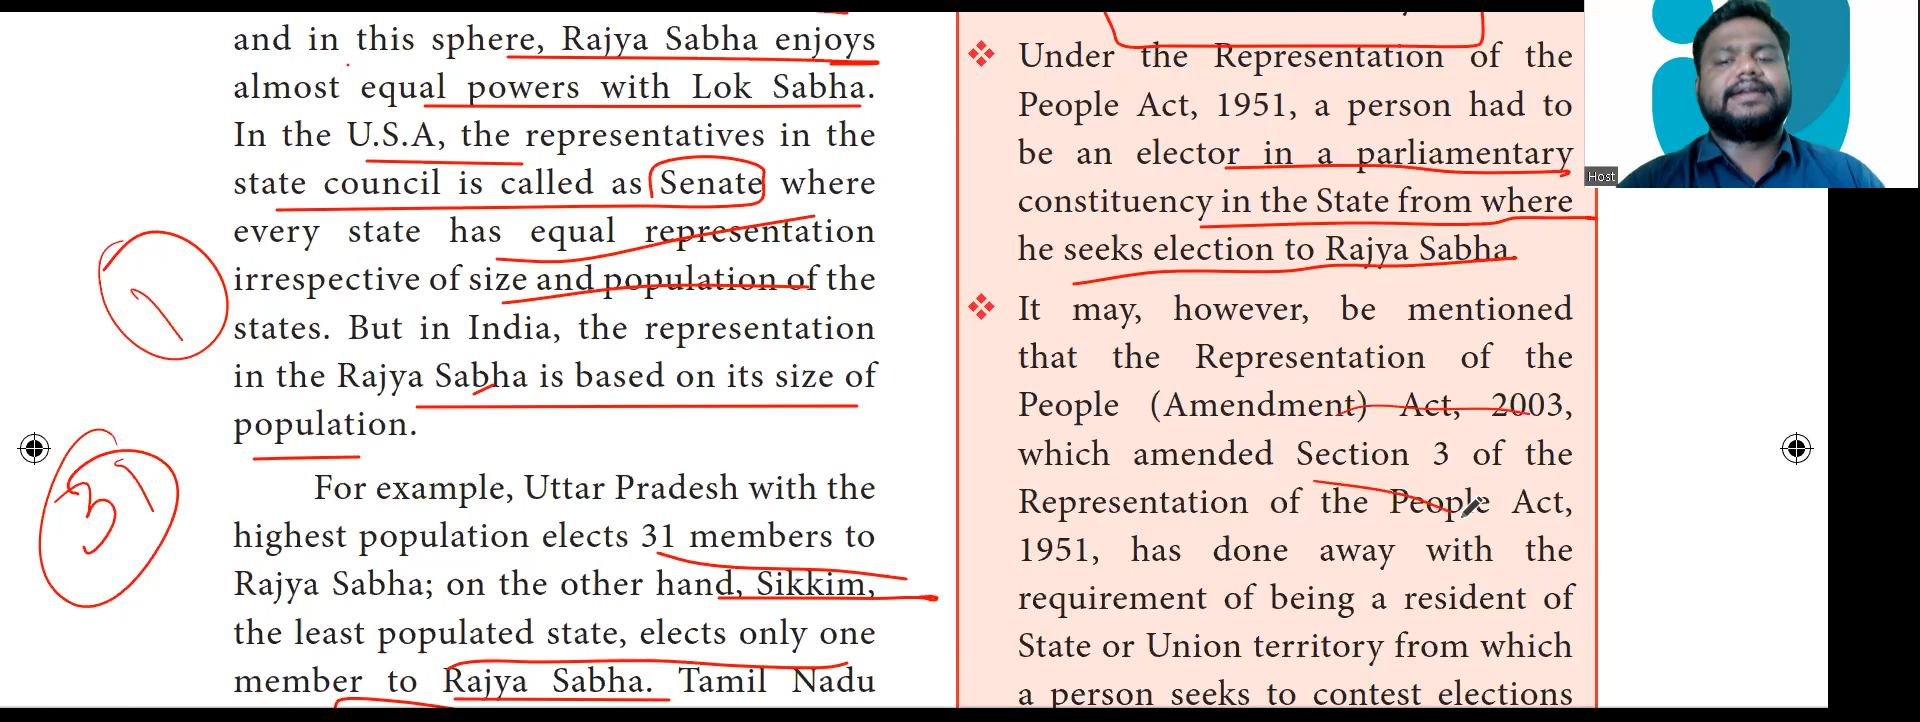 and in this sphere, Rajya Sabha enjoys
almost equal powers with Lok Sabha.
In the U.S.A, the representatives in the
state council is called as Senate where
every state has equal representation
irrespective of size and population of the
states. But in India, the representation
in the Rajya Sabha is based on its size of
population.
For example, Uttar Pradesh with the
highest population elects 31 members to
Rajya Sabha; on the other hand, Sikkim,
the least populated state, elects only one
member to Rajya Sabha. Tamil Nadu
31
Under the Representation of the
People Act, 1951, a person had to
be an elector in a parliamentary
constituency in the State from where
he seeks election to Rajya Sabha.
It may, however, be mentioned
that the Representation of the
People (Amendment) Act, 2003,
which amended Section 3 of the
Representation of the People Act,
1951, has done away with the
requirement of being a resident of
State or Union territory from which
a person seeks to contest elections
Host